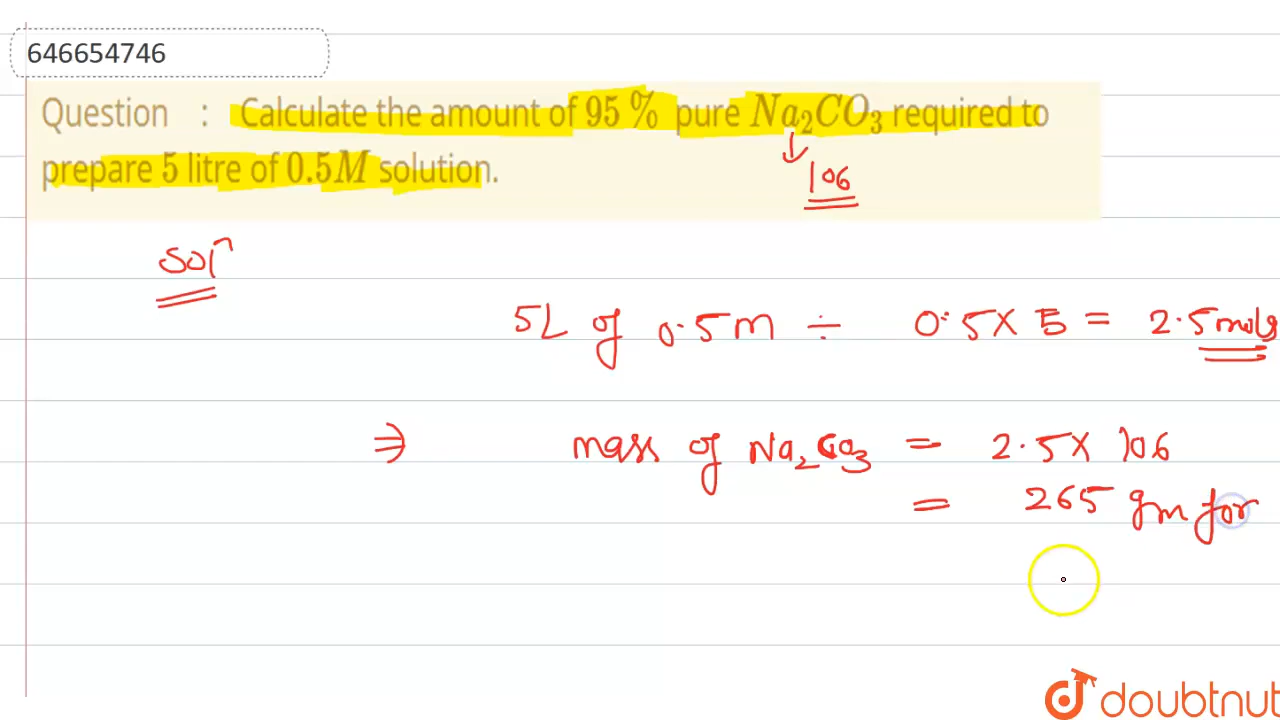 646654746
Question : Calculate the amount of 95 % pure Na₂CO₃ required to
prepare 5 litre of 0.5M solution.
106
Solⁿ
5L of 0.5m ÷ 0.5 x 5 = 2.5 mols
⇒ mass of Na₂CO₃ = 2.5 x 106
= 265 gm for
doubtnut